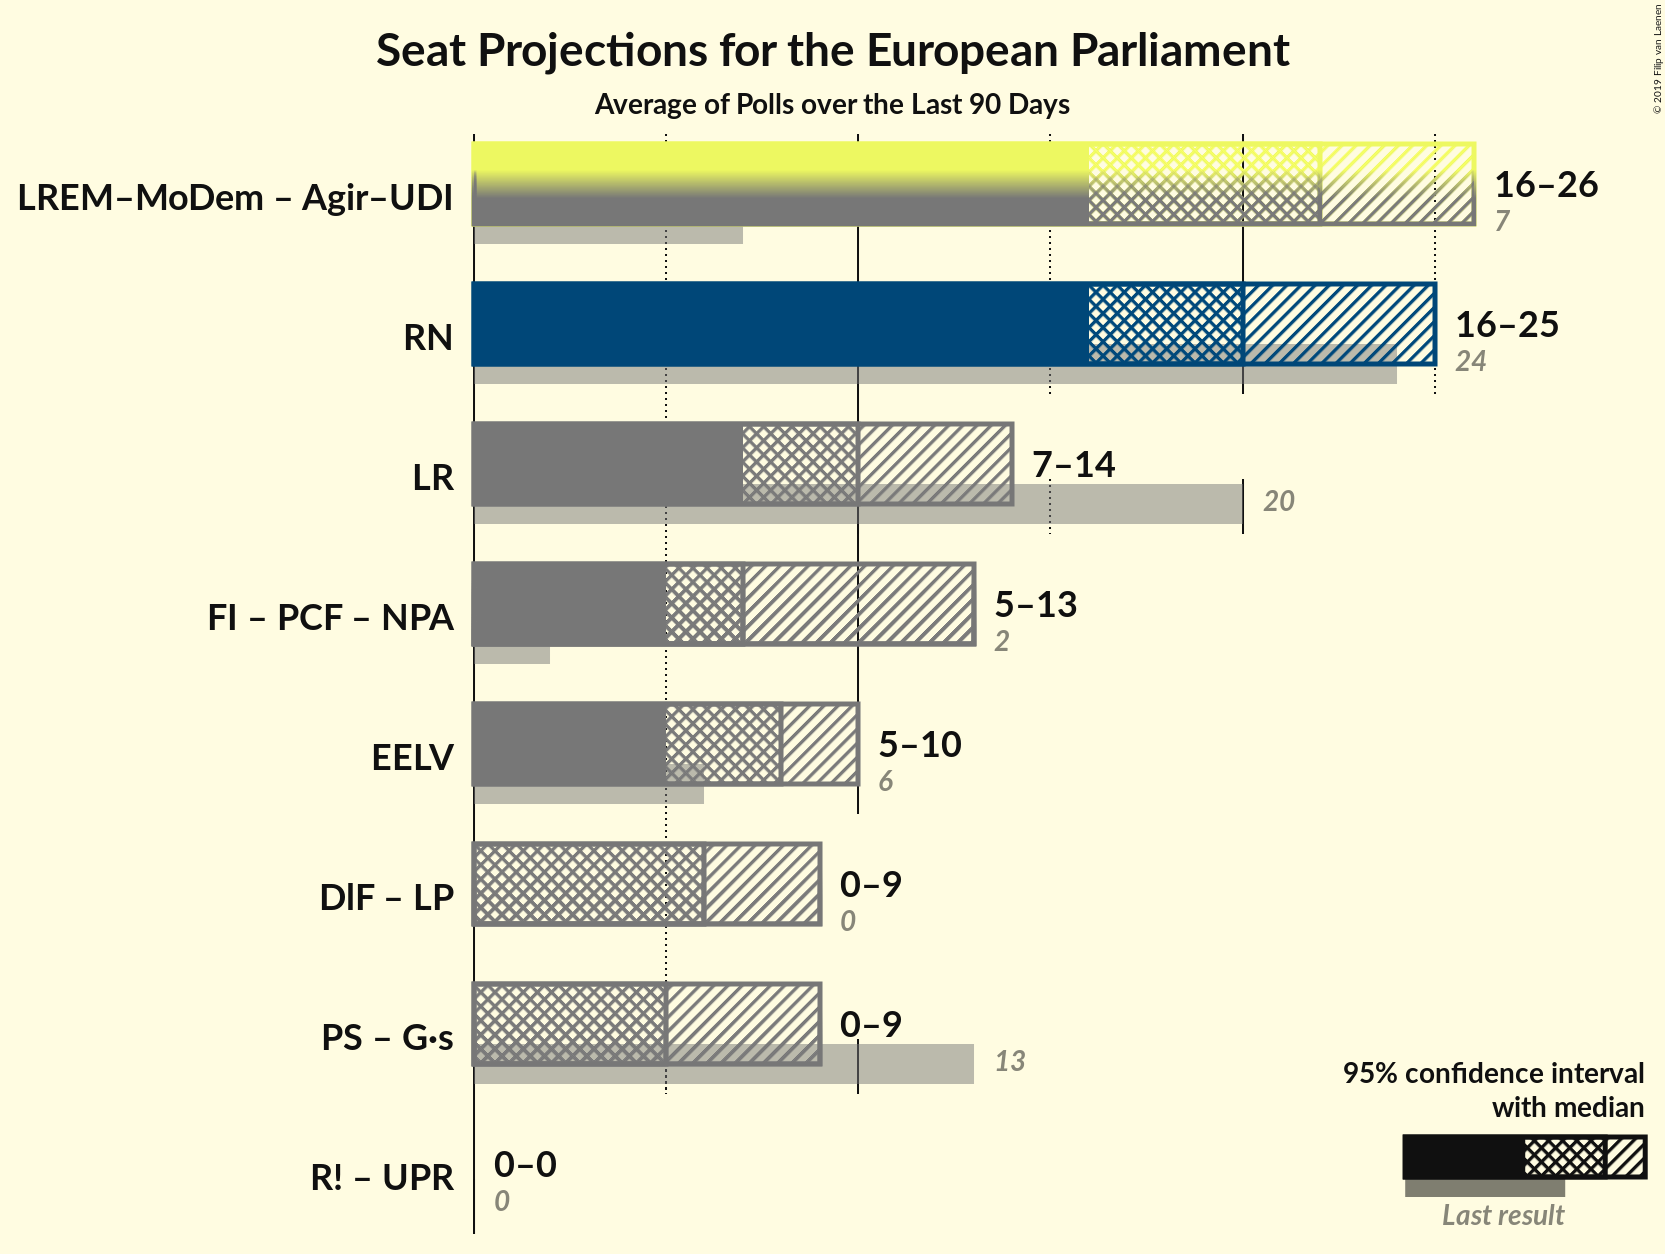 Seat Projections for the European Parliament
Average of Polls over the Last 90 Days
© 2019 Filip van Laenen
LREM–MoDem – Agir–UDI
16–26
7
RN
16–25
24
LR
7–14
20
FI – PCF – NPA
5–13
2
EELV
5–10
6
DlF – LP
0–9
0
PS – G·s
0–9
13
R! – UPR
0–0
0
95% confidence interval
with median
Last result